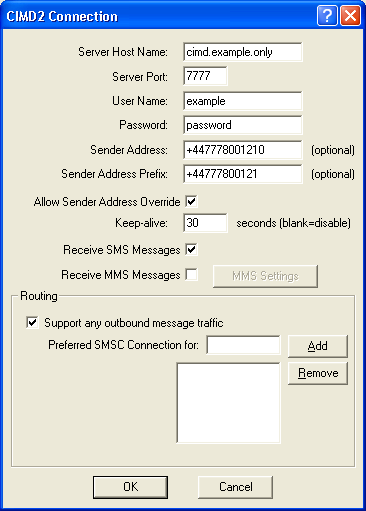 CIMD2 Connection
Server Host Name: cimd.example.only
Server Port: 7777
User Name: example
Password: password
Sender Address: +447778001210 (optional)
Sender Address Prefix: +44777800121 (optional)
Allow Sender Address Override
Keep-alive: 30 seconds (blank=disable)
Receive SMS Messages
Receive MMS Messages MMS Settings
Routing
Support any outbound message traffic
Preferred SMSC Connection for: Add
Remove
OK Cancel